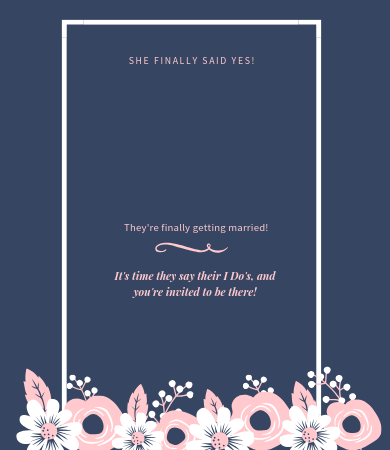 SHE FINALLY SAID YES!
They're finally getting married!
It's time they say their I Do's, and
you're invited to be there!